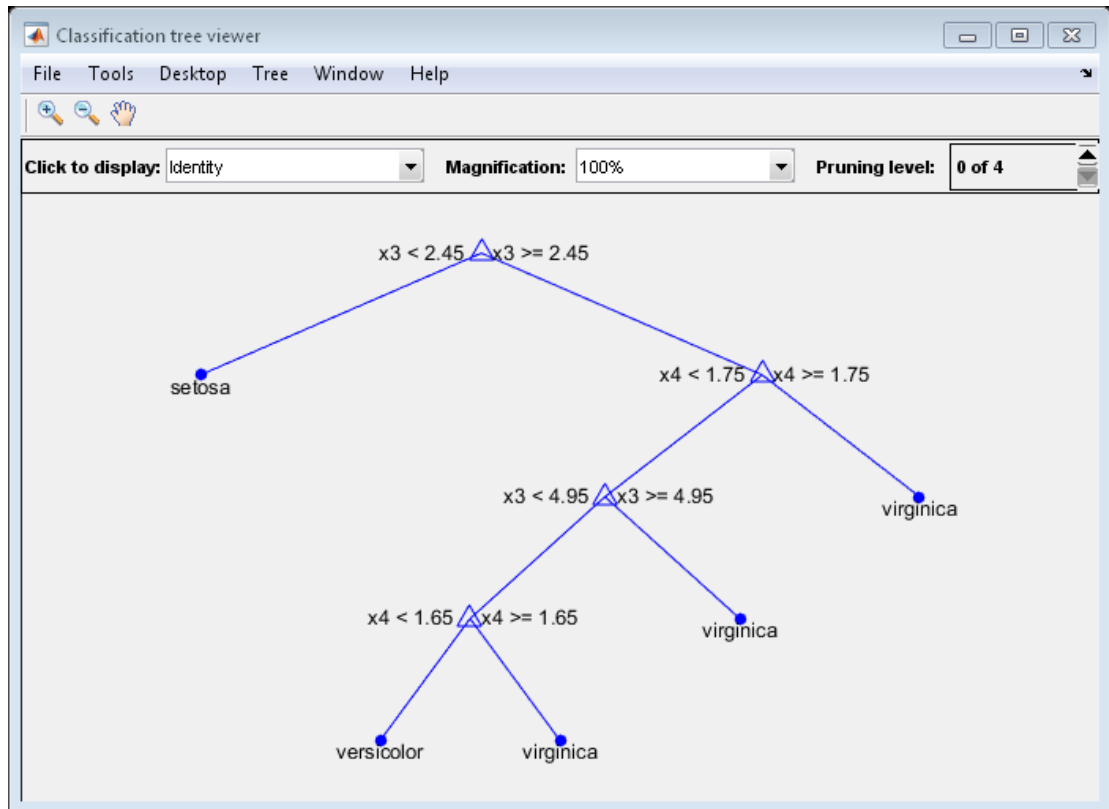 Classification tree viewer
File Tools Desktop Tree Window Help
Click to display: Identity Magnification: 100% Pruning level: 0 of 4
x3 < 2.45 x3 >= 2.45
setosa
x4 < 1.75 x4 >= 1.75
x3 < 4.95 x3 >= 4.95
virginica
x4 < 1.65 x4 >= 1.65
virginica
versicolor virginica